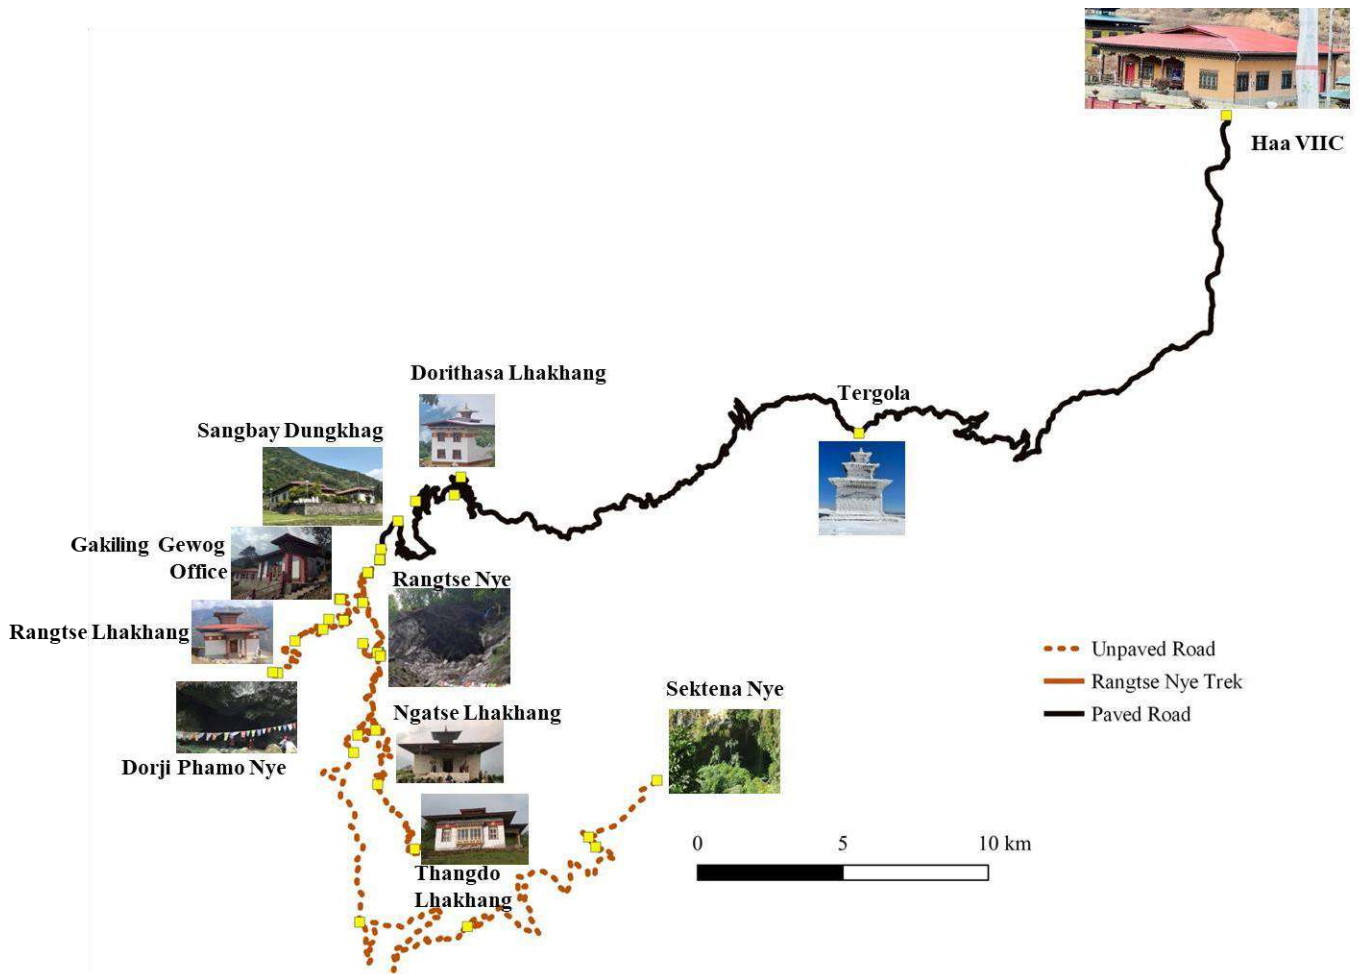 Haa VIIC
Dorithasa Lhakhang
Tergola
Sangbay Dungkhag
Gakiling Gewog
Office
Rangtse Nye
Rangtse Lhakhang
Unpaved Road
Rangtse Nye Trek
Paved Road
Sektena Nye
Ngatse Lhakhang
Dorji Phamo Nye
0 5 10 km
Thangdo
Lhakhang